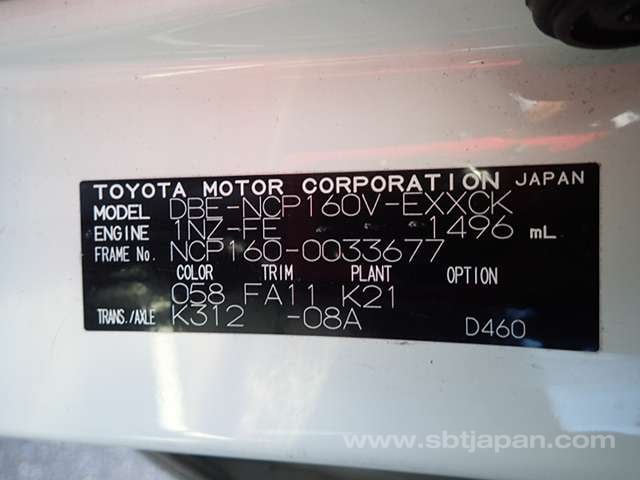 TOYOTA MOTOR CORPORATION JAPAN
MODEL DBE-NCP160V-EXXCK
ENGINE 1NZ-FE 1496 mL
FRAME No. NCP160-0033677
COLOR TRIM PLANT OPTION
058 FA11 K21
TRANS./AXLE K312 -08A D460
www.sbtjapan.com